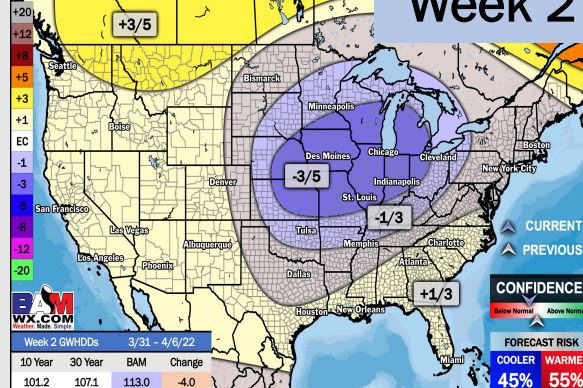 Week 2
+20
+12
+8
+5
+3
+1
EC
-1
-3
-5
-8
-12
-20
+3/5
Seattle
Bismarck
Minneapolis
Boise
Boston
Des Moines
Chicago
Cleveland
New York City
-3/5
Denver
Indianapolis
St. Louis
San Francisco
-1/3
Las Vegas
Tulsa
CURRENT
Albuquerque
Memphis
Charlotte
PREVIOUS
Los Angeles
Phoenix
Atlanta
Dallas
+1/3
CONFIDENCE
Below Normal
Above Norm
Houston
New Orleans
BAM
WX.COM
Weather. Made. Simple.
Miami
FORECAST RISK
COOLER WARME
45% 55%
Week 2 GWHDDs 3/31 – 4/6/22
10 Year 30 Year BAM Change
101.2 107.1 113.0 -4.0